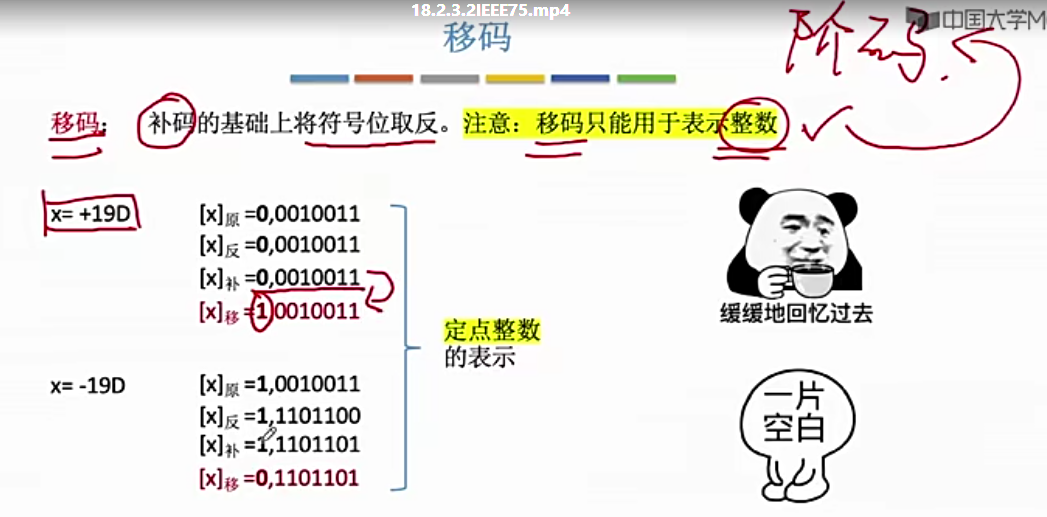 18.2.3.2IEEE75.mp4
中国大学M
移码
阶码.
移码: 补码的基础上将符号位取反。注意：移码只能用于表示整数
x= +19D
[x]原 =0,0010011
[x]反 =0,0010011
[x]补 =0,0010011
[x]移 =1,0010011
缓缓地回忆过去
定点整数
的表示
x= -19D
[x]原 =1,0010011
[x]反 =1,1101100
[x]补 =1,1101101
[x]移 =0,1101101
一片
空白